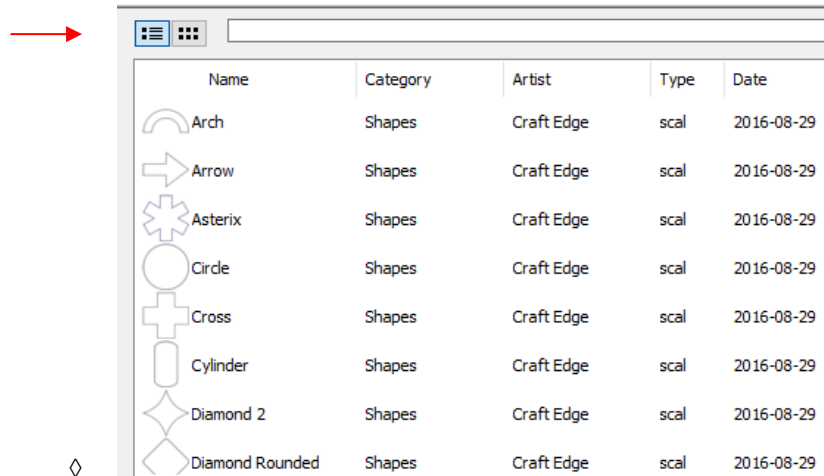 Name Category Artist Type Date
Arch Shapes Craft Edge scal 2016-08-29
Arrow Shapes Craft Edge scal 2016-08-29
Asterix Shapes Craft Edge scal 2016-08-29
Circle Shapes Craft Edge scal 2016-08-29
Cross Shapes Craft Edge scal 2016-08-29
Cylinder Shapes Craft Edge scal 2016-08-29
Diamond 2 Shapes Craft Edge scal 2016-08-29
Diamond Rounded Shapes Craft Edge scal 2016-08-29